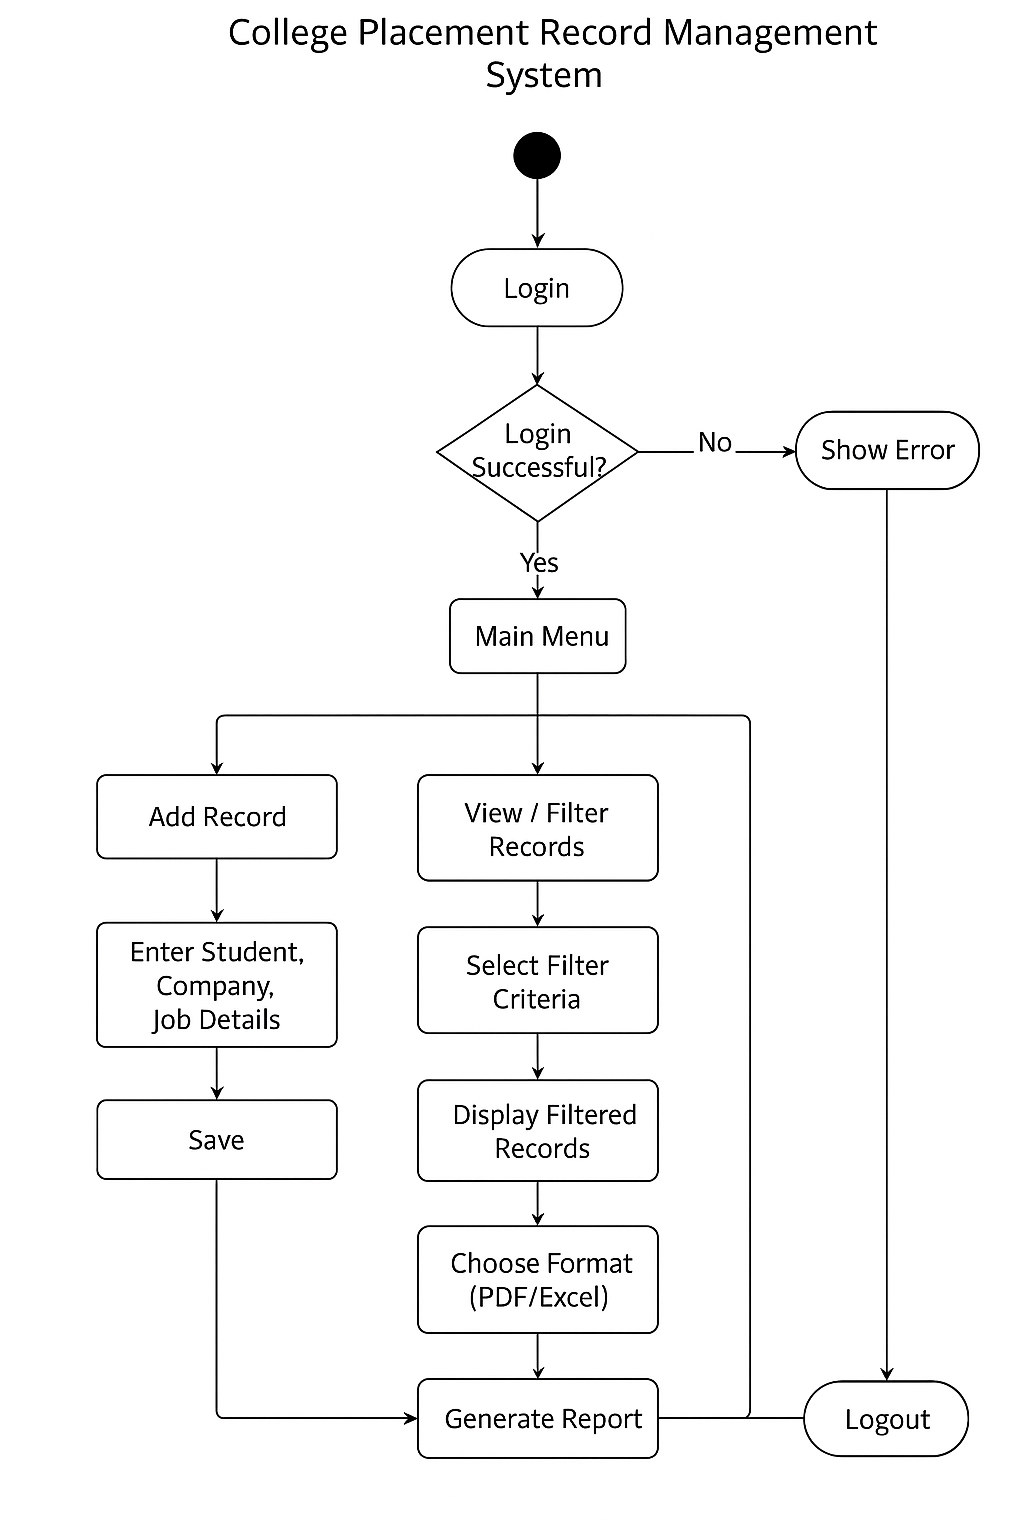 College Placement Record Management
System
Login
Login
Successful?
No
Show Error
Yes
Main Menu
Add Record
View / Filter
Records
Enter Student,
Company,
Job Details
Select Filter
Criteria
Save
Display Filtered
Records
Choose Format
(PDF/Excel)
Generate Report
Logout